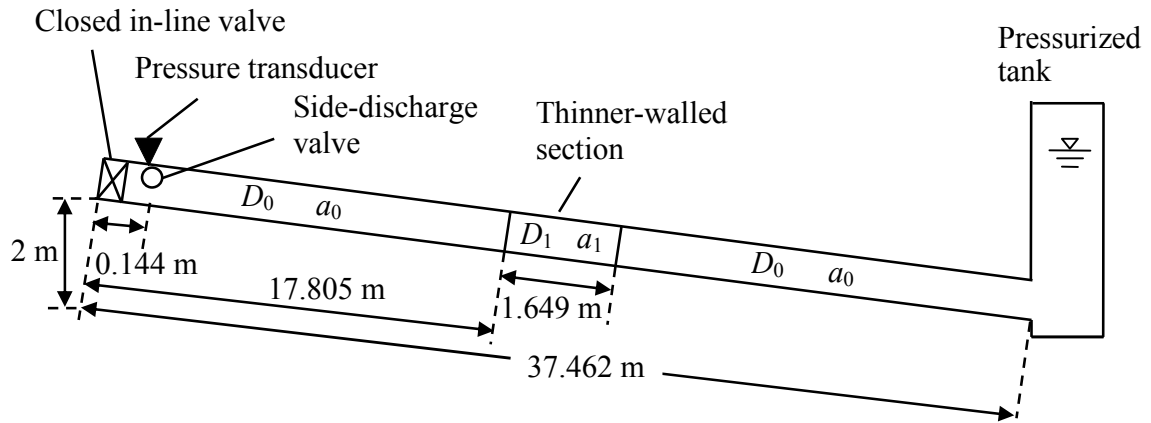 Closed in-line valve
Pressure transducer
Side-discharge
valve
Thinner-walled
section
Pressurized
tank
D₀ a₀
D₁ a₁
D₀ a₀
2 m
0.144 m
17.805 m
1.649 m
37.462 m